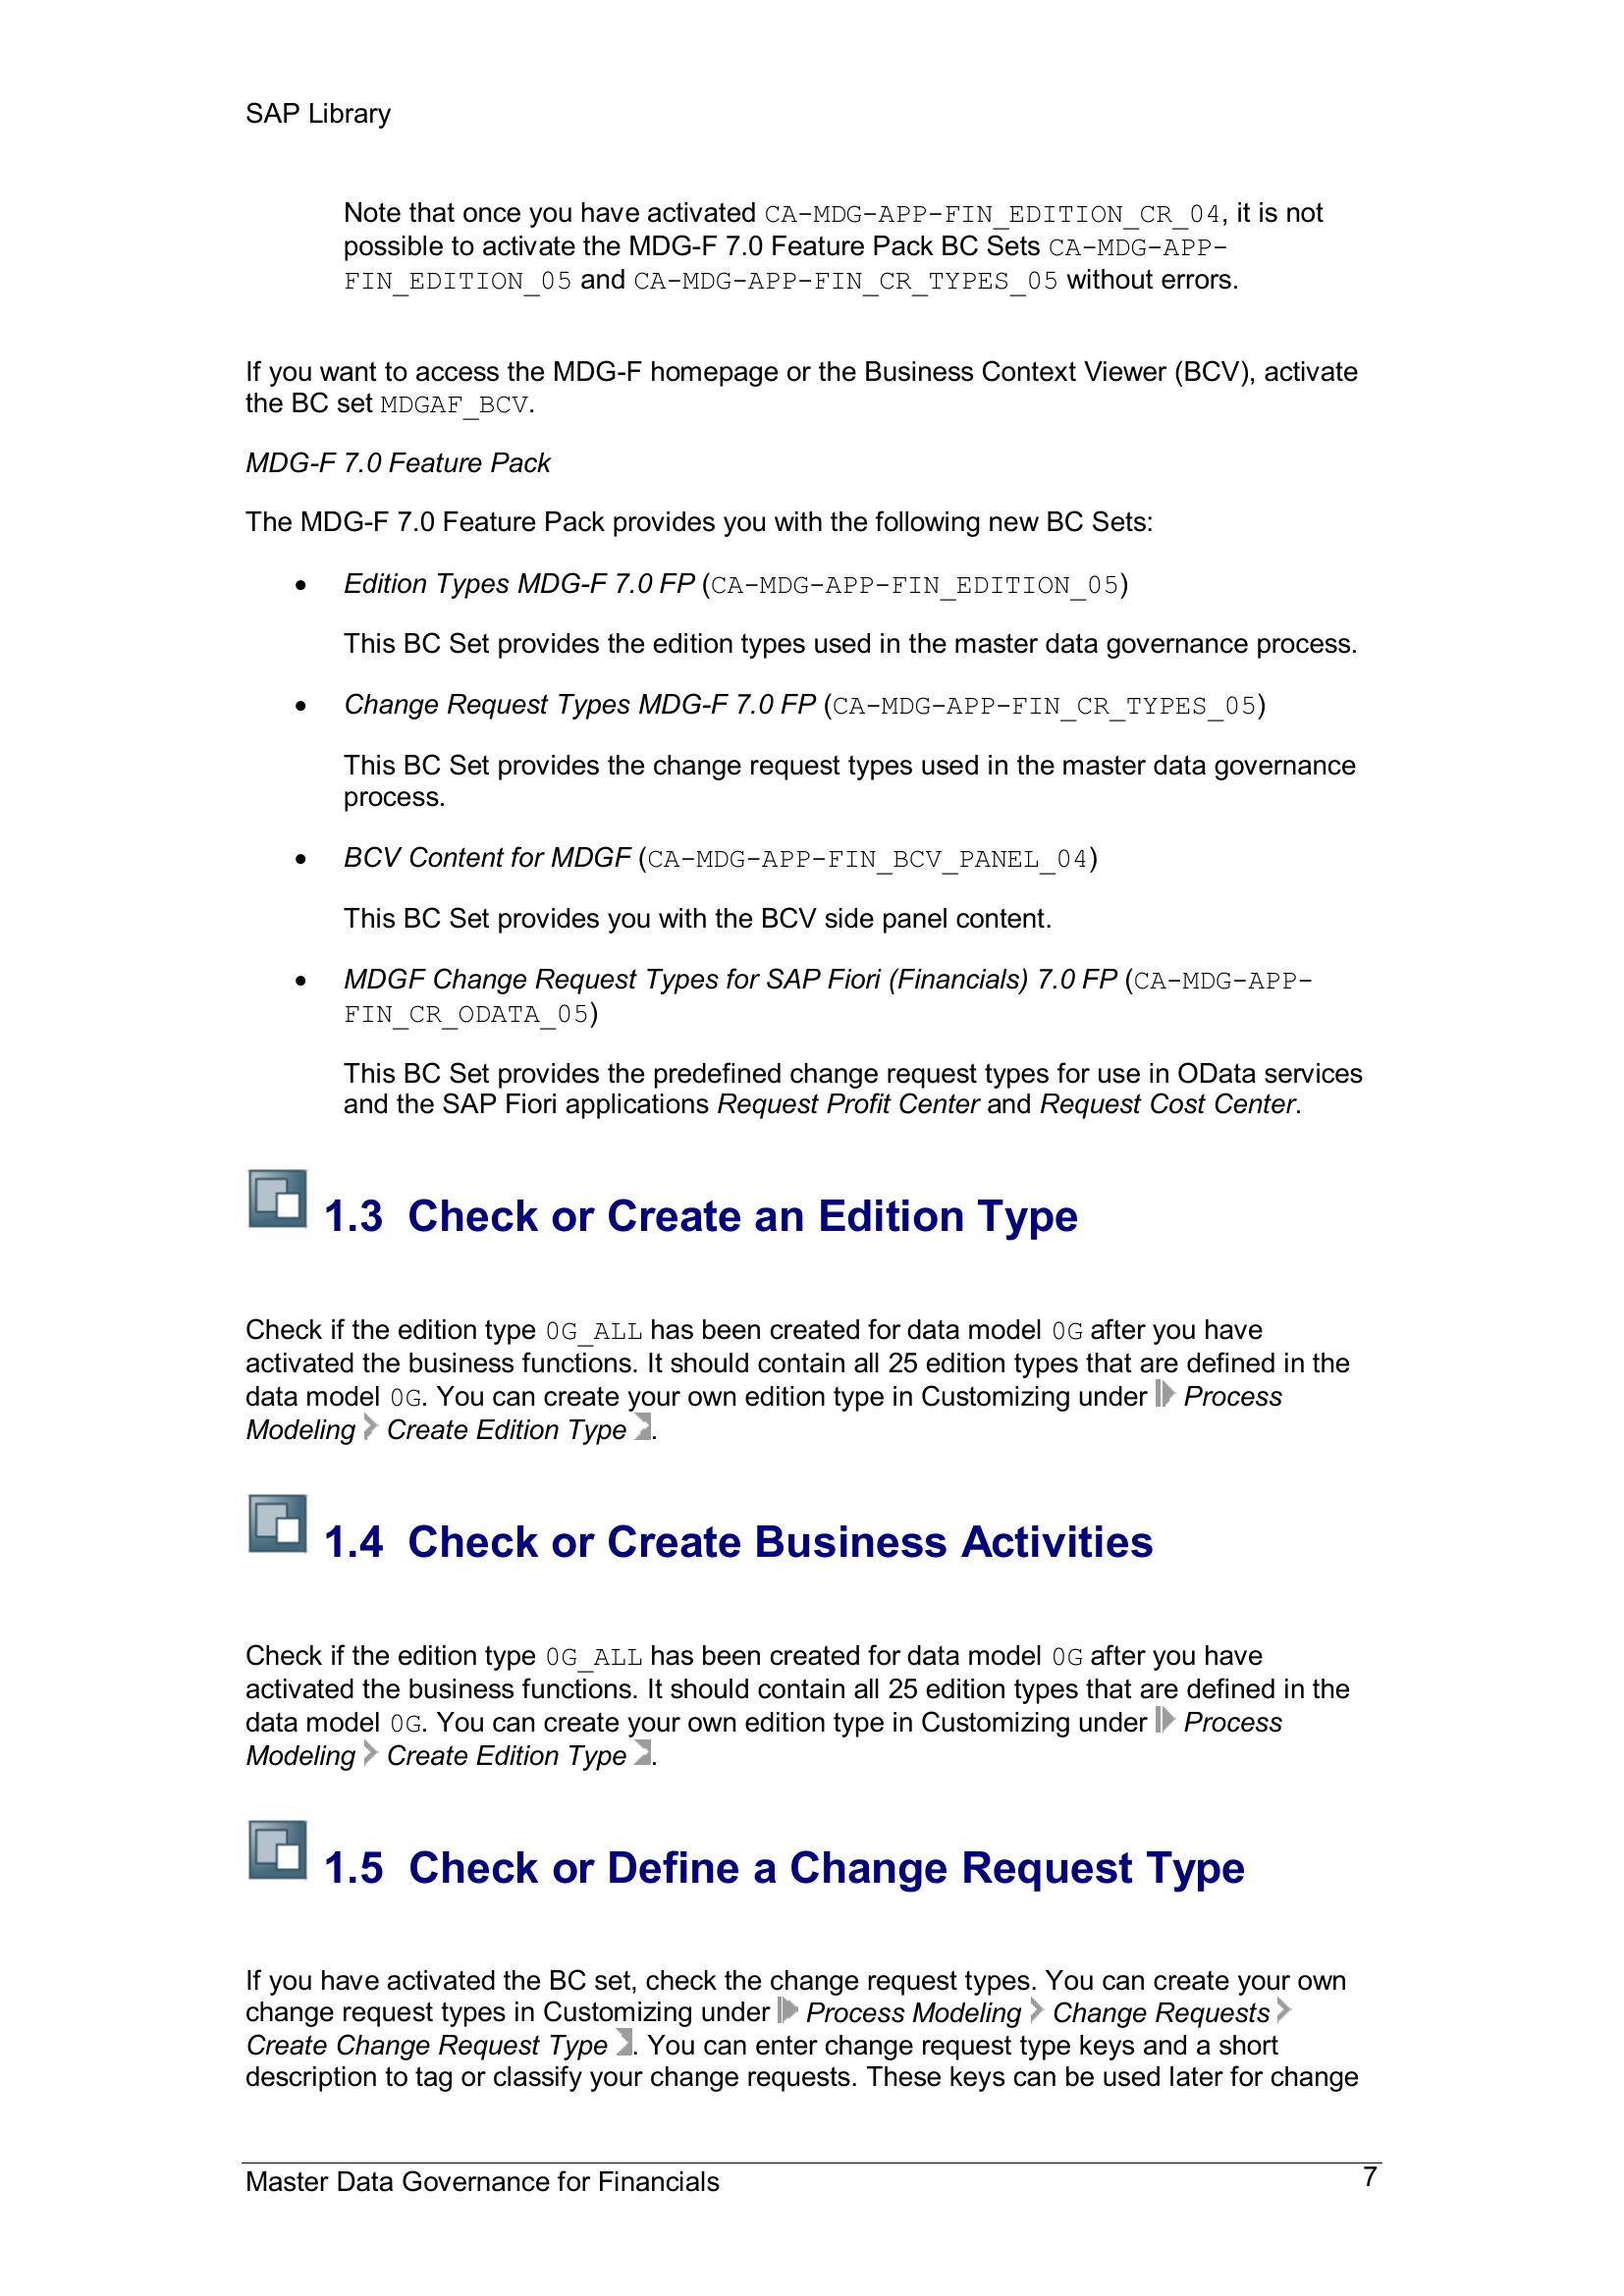 SAP Library
Note that once you have activated CA-MDG-APP-FIN_EDITION_CR_04, it is not
possible to activate the MDG-F 7.0 Feature Pack BC Sets CA-MDG-APP-
FIN_EDITION_05 and CA-MDG-APP-FIN_CR_TYPES_05 without errors.
If you want to access the MDG-F homepage or the Business Context Viewer (BCV), activate
the BC set MDGAF_BCV.
MDG-F 7.0 Feature Pack
The MDG-F 7.0 Feature Pack provides you with the following new BC Sets:
• Edition Types MDG-F 7.0 FP (CA-MDG-APP-FIN_EDITION_05)
This BC Set provides the edition types used in the master data governance process.
• Change Request Types MDG-F 7.0 FP (CA-MDG-APP-FIN_CR_TYPES_05)
This BC Set provides the change request types used in the master data governance
process.
• BCV Content for MDGF (CA-MDG-APP-FIN_BCV_PANEL_04)
This BC Set provides you with the BCV side panel content.
• MDGF Change Request Types for SAP Fiori (Financials) 7.0 FP (CA-MDG-APP-
FIN_CR_ODATA_05)
This BC Set provides the predefined change request types for use in OData services
and the SAP Fiori applications Request Profit Center and Request Cost Center.
1.3 Check or Create an Edition Type
Check if the edition type 0G_ALL has been created for data model 0G after you have
activated the business functions. It should contain all 25 edition types that are defined in the
data model 0G. You can create your own edition type in Customizing under Process
Modeling Create Edition Type .
1.4 Check or Create Business Activities
Check if the edition type 0G_ALL has been created for data model 0G after you have
activated the business functions. It should contain all 25 edition types that are defined in the
data model 0G. You can create your own edition type in Customizing under Process
Modeling Create Edition Type .
1.5 Check or Define a Change Request Type
If you have activated the BC set, check the change request types. You can create your own
change request types in Customizing under Process Modeling Change Requests
Create Change Request Type . You can enter change request type keys and a short
description to tag or classify your change requests. These keys can be used later for change
Master Data Governance for Financials 7